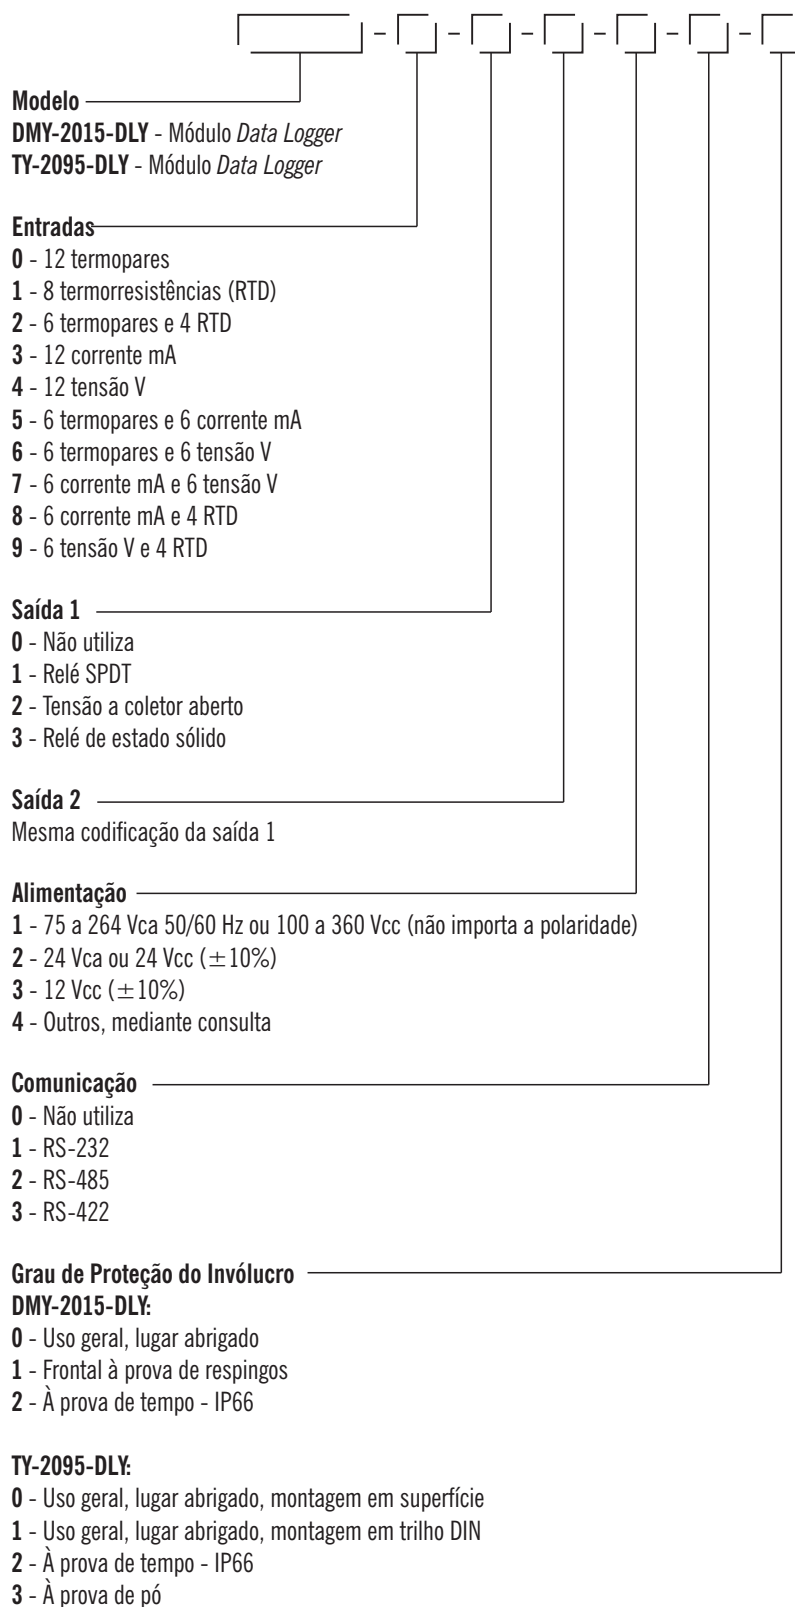 Modelo
DMY-2015-DLY - Módulo Data Logger
TY-2095-DLY - Módulo Data Logger
Entradas
0 - 12 termopares
1 - 8 termorresistências (RTD)
2 - 6 termopares e 4 RTD
3 - 12 corrente mA
4 - 12 tensão V
5 - 6 termopares e 6 corrente mA
6 - 6 termopares e 6 tensão V
7 - 6 corrente mA e 6 tensão V
8 - 6 corrente mA e 4 RTD
9 - 6 tensão V e 4 RTD
Saída 1
0 - Não utiliza
1 - Relé SPDT
2 - Tensão a coletor aberto
3 - Relé de estado sólido
Saída 2
Mesma codificação da saída 1
Alimentação
1 - 75 a 264 Vca 50/60 Hz ou 100 a 360 Vcc (não importa a polaridade)
2 - 24 Vca ou 24 Vcc (±10%)
3 - 12 Vcc (±10%)
4 - Outros, mediante consulta
Comunicação
0 - Não utiliza
1 - RS-232
2 - RS-485
3 - RS-422
Grau de Proteção do Invólucro
DMY-2015-DLY:
0 - Uso geral, lugar abrigado
1 - Frontal à prova de respingos
2 - À prova de tempo - IP66
TY-2095-DLY:
0 - Uso geral, lugar abrigado, montagem em superfície
1 - Uso geral, lugar abrigado, montagem em trilho DIN
2 - À prova de tempo - IP66
3 - À prova de pó